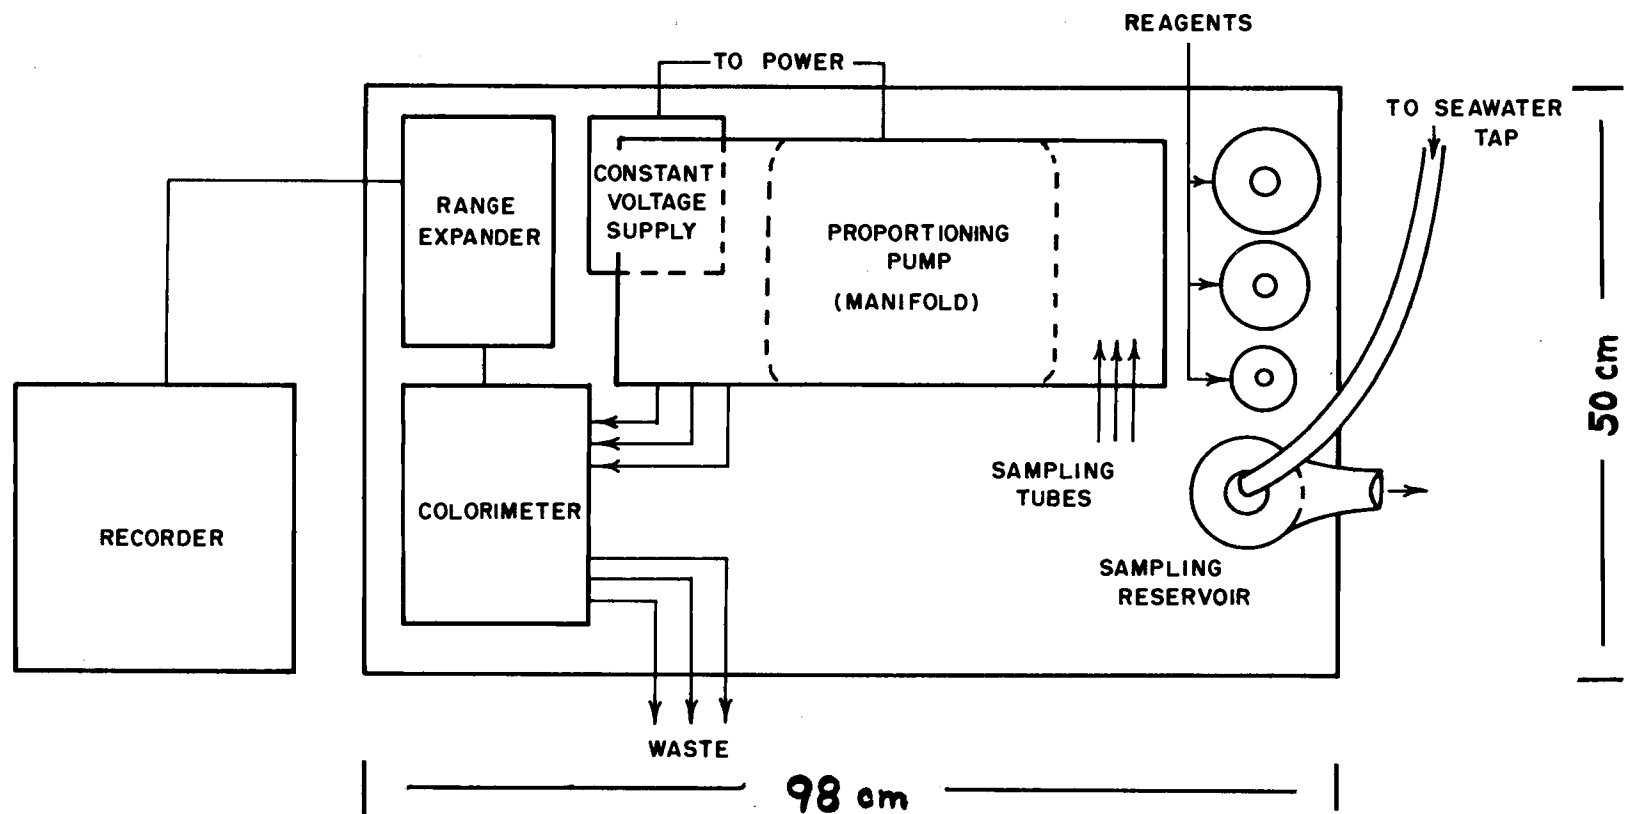 REAGENTS
TO POWER
TO SEAWATER
TAP
CONSTANT
VOLTAGE
SUPPLY
RANGE
EXPANDER
PROPORTIONING
PUMP
(MANIFOLD)
50 cm
SAMPLING
TUBES
COLORIMETER
RECORDER
SAMPLING
RESERVOIR
WASTE
98 cm